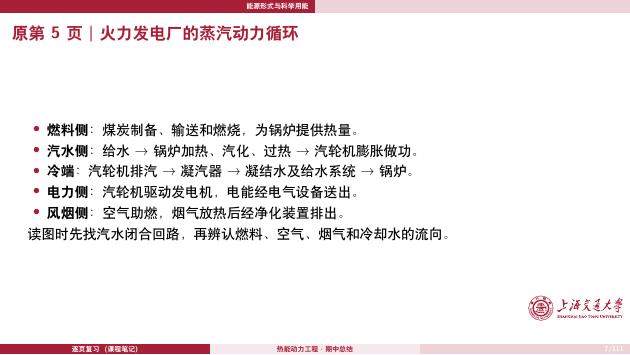 能源形式与科学用能
原第 5 页 | 火力发电厂的蒸汽动力循环
• 燃料侧：煤炭制备、输送和燃烧，为锅炉提供热量。
• 汽水侧：给水 → 锅炉加热、汽化、过热 → 汽轮机膨胀做功。
• 冷端：汽轮机排汽 → 凝汽器 → 凝结水及给水系统 → 锅炉。
• 电力侧：汽轮机驱动发电机，电能经电气设备送出。
• 风烟侧：空气助燃，烟气放热后经净化装置排出。
读图时先找汽水闭合回路，再辨认燃料、空气、烟气和冷却水的流向。
上海交通大学
SHANGHAI JIAO TONG UNIVERSITY
逐页复习（课程笔记）
热能动力工程 · 期中总结
7/111